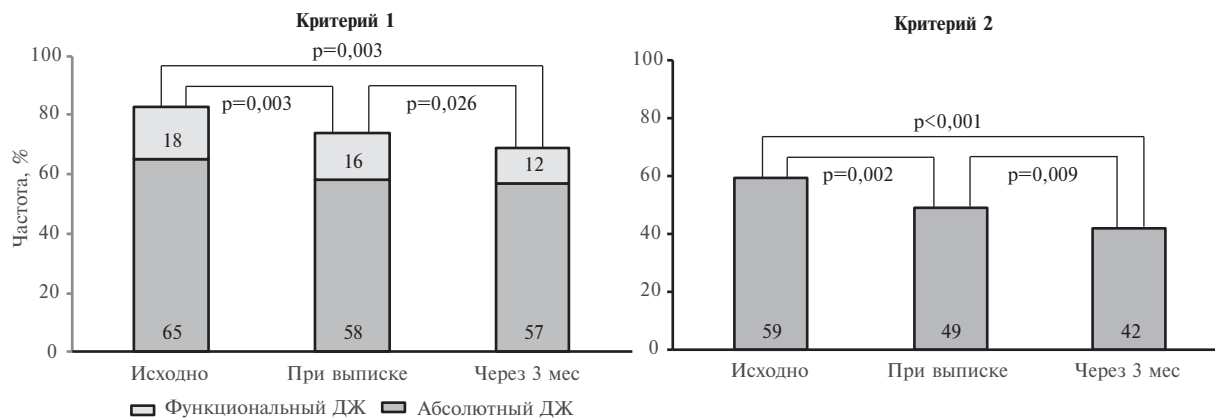 Критерий 1
Частота, %
100
80
60
40
20
0
p=0,003
p=0,003
p=0,026
18
16
12
65
58
57
Исходно
При выписке
Через 3 мес
Функциональный ДЖ
Абсолютный ДЖ
Критерий 2
100
80
60
40
20
0
p<0,001
p=0,002
p=0,009
59
49
42
Исходно
При выписке
Через 3 мес